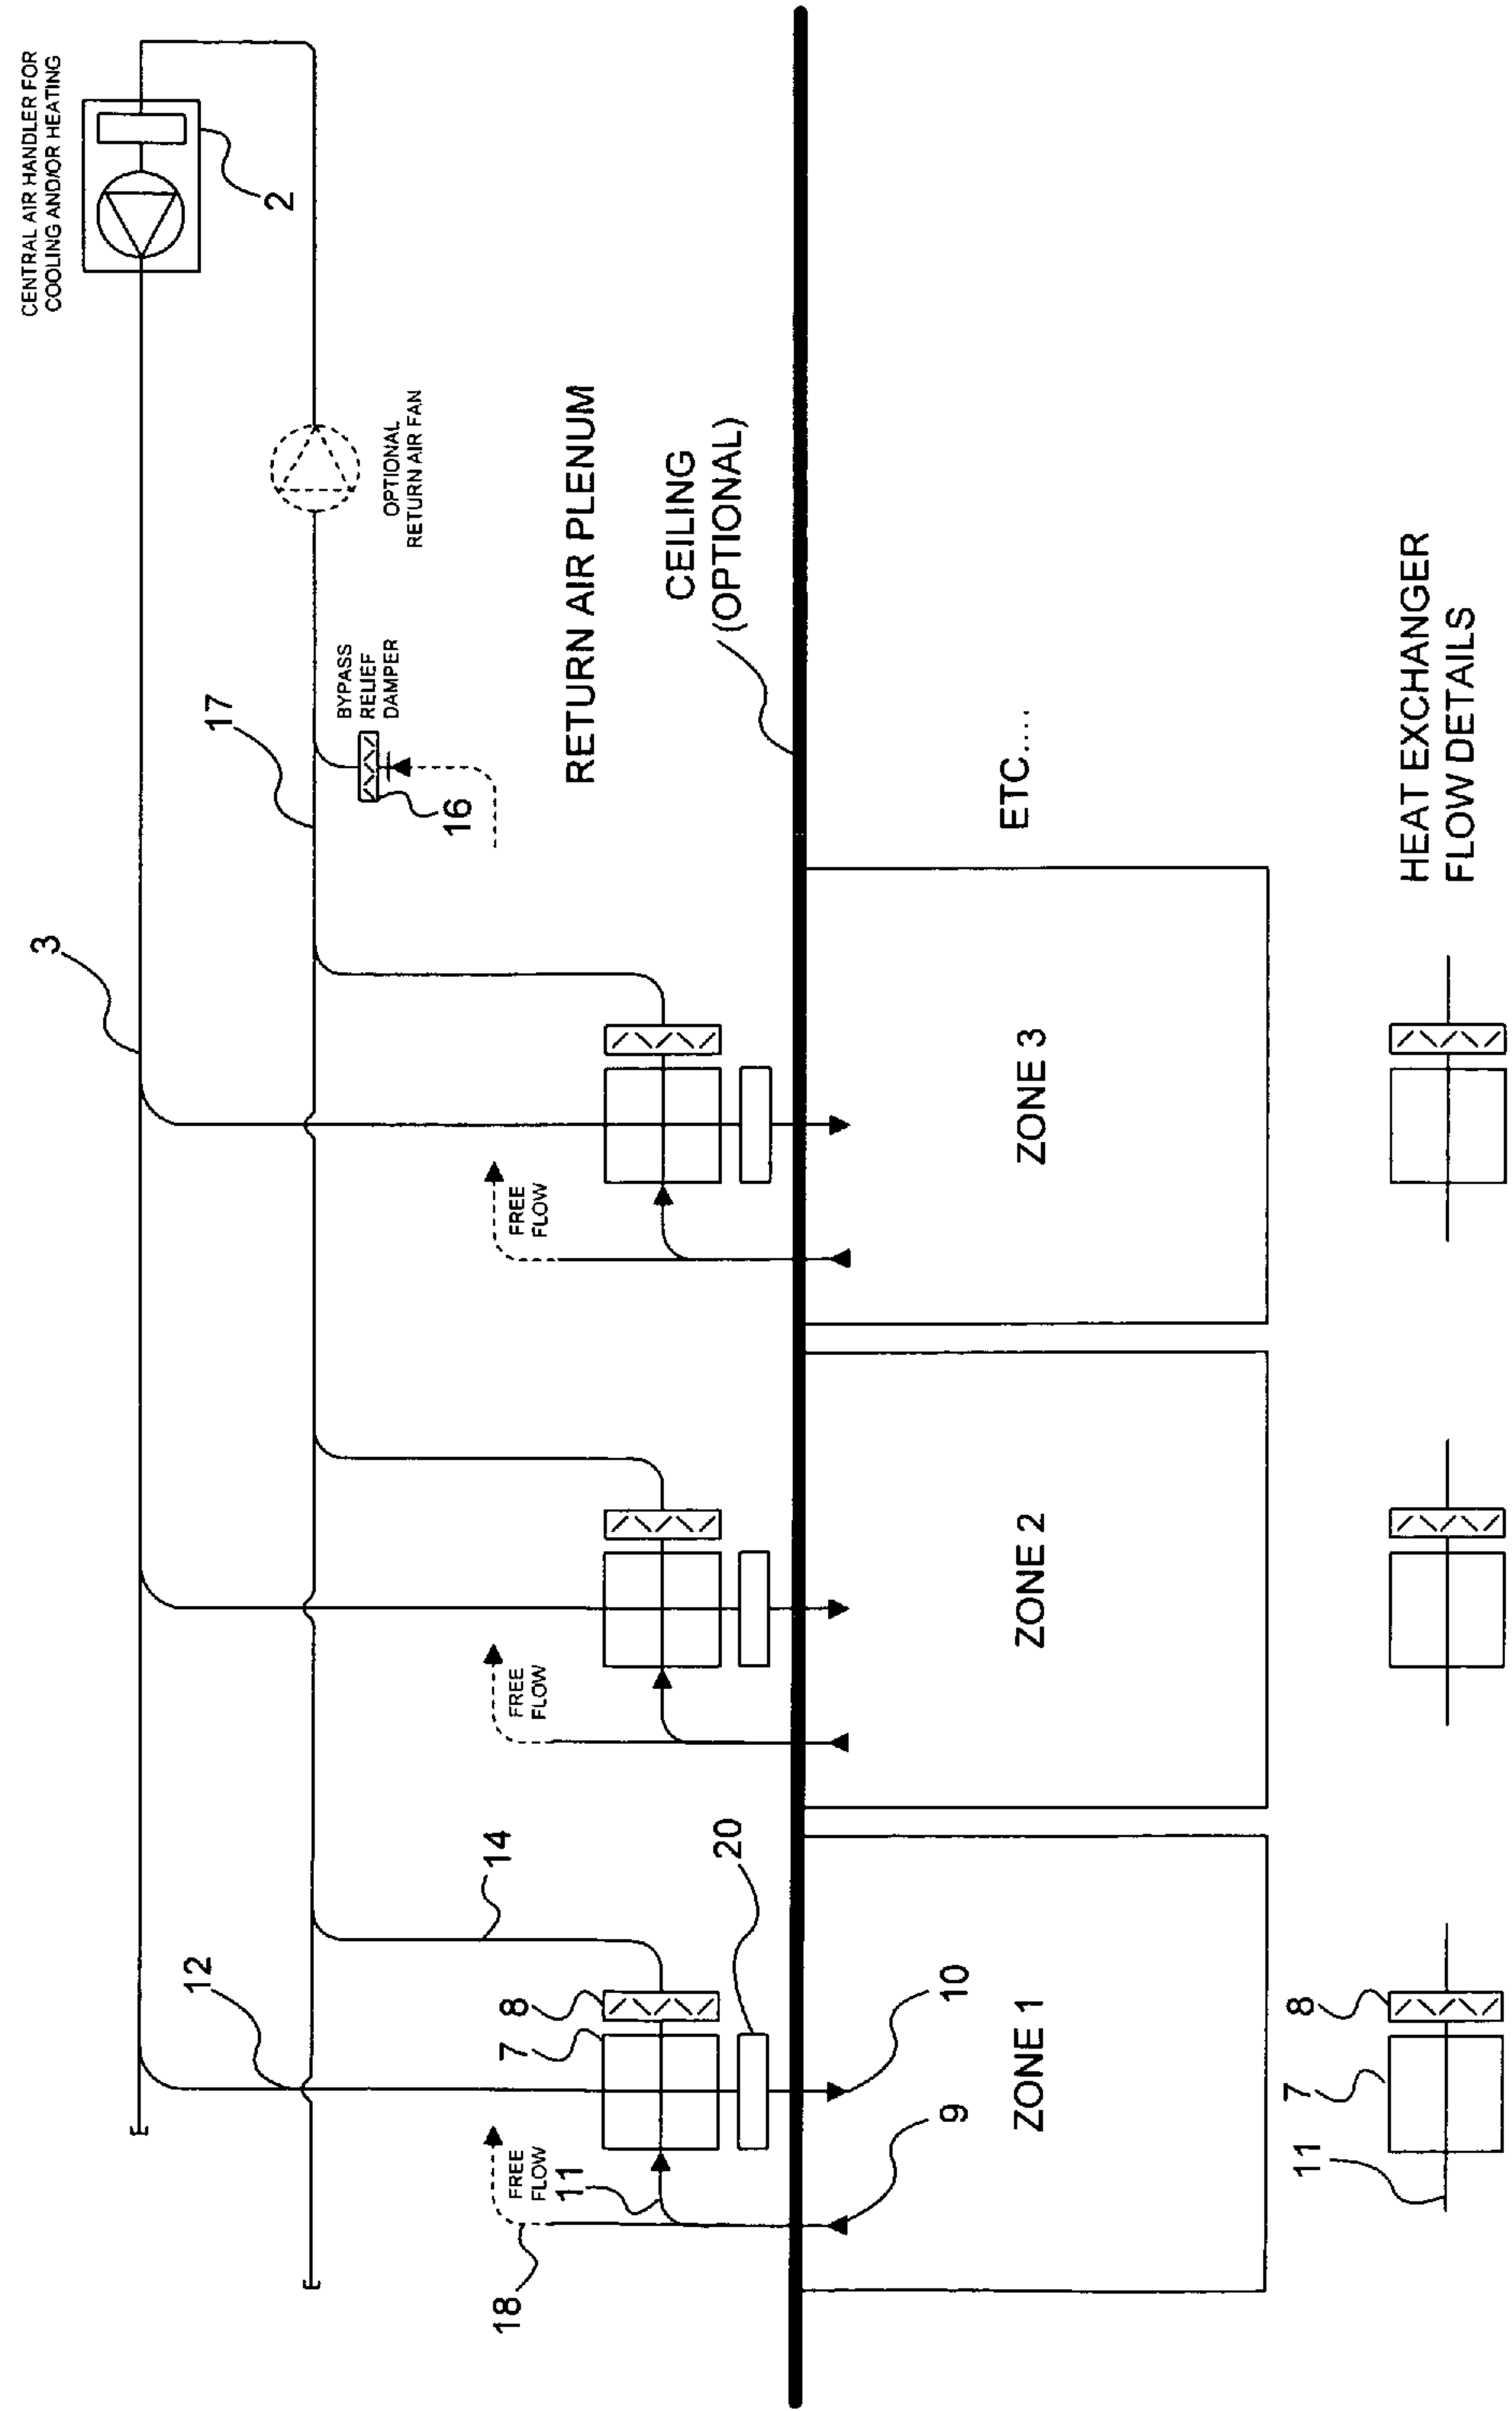 CENTRAL AIR HANDLER FOR
COOLING AND/OR HEATING
2
3
17
12
OPTIONAL
RETURN AIR FAN
BYPASS
RELIEF
DAMPER
16
RETURN AIR PLENUM
CEILING
(OPTIONAL)
14
18
FREE
FLOW
11
7
8
20
FREE
FLOW
FREE
FLOW
9
10
ZONE 1
ZONE 2
ZONE 3
ETC....
11
7
8
HEAT EXCHANGER
FLOW DETAILS